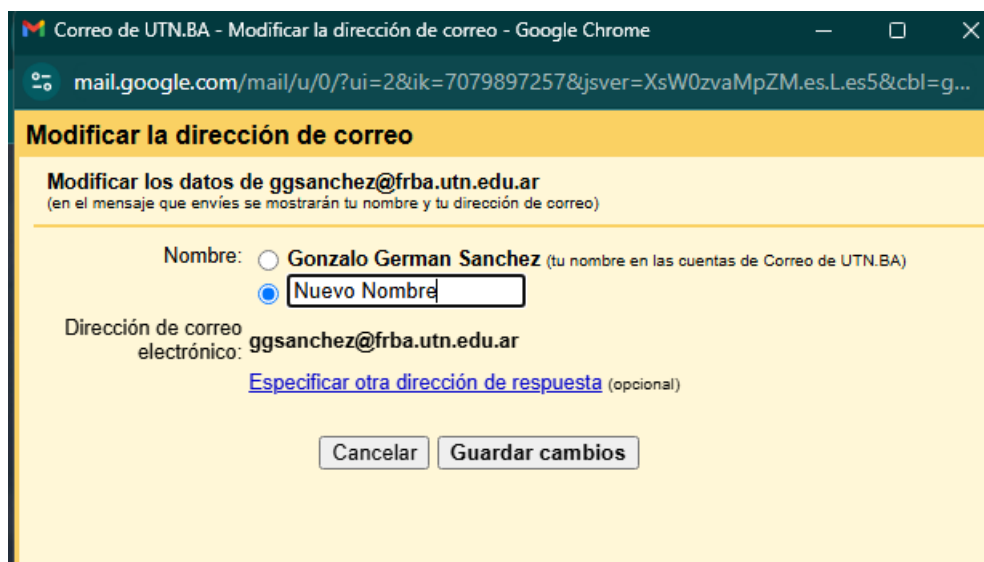 Correo de UTN.BA - Modificar la dirección de correo - Google Chrome
mail.google.com/mail/u/0/?ui=2&ik=7079897257&jsver=XsW0zvaMpZM.es.I.es5&cbl=g...
Modificar la dirección de correo
Modificar los datos de ggsanchez@frba.utn.edu.ar
(en el mensaje que envíes se mostrarán tu nombre y tu dirección de correo)
Nombre: Gonzalo German Sanchez (tu nombre en las cuentas de Correo de UTN.BA)
Nuevo Nombre
Dirección de correo
electrónico: ggsanchez@frba.utn.edu.ar
Especificar otra dirección de respuesta (opcional)
Cancelar Guardar cambios